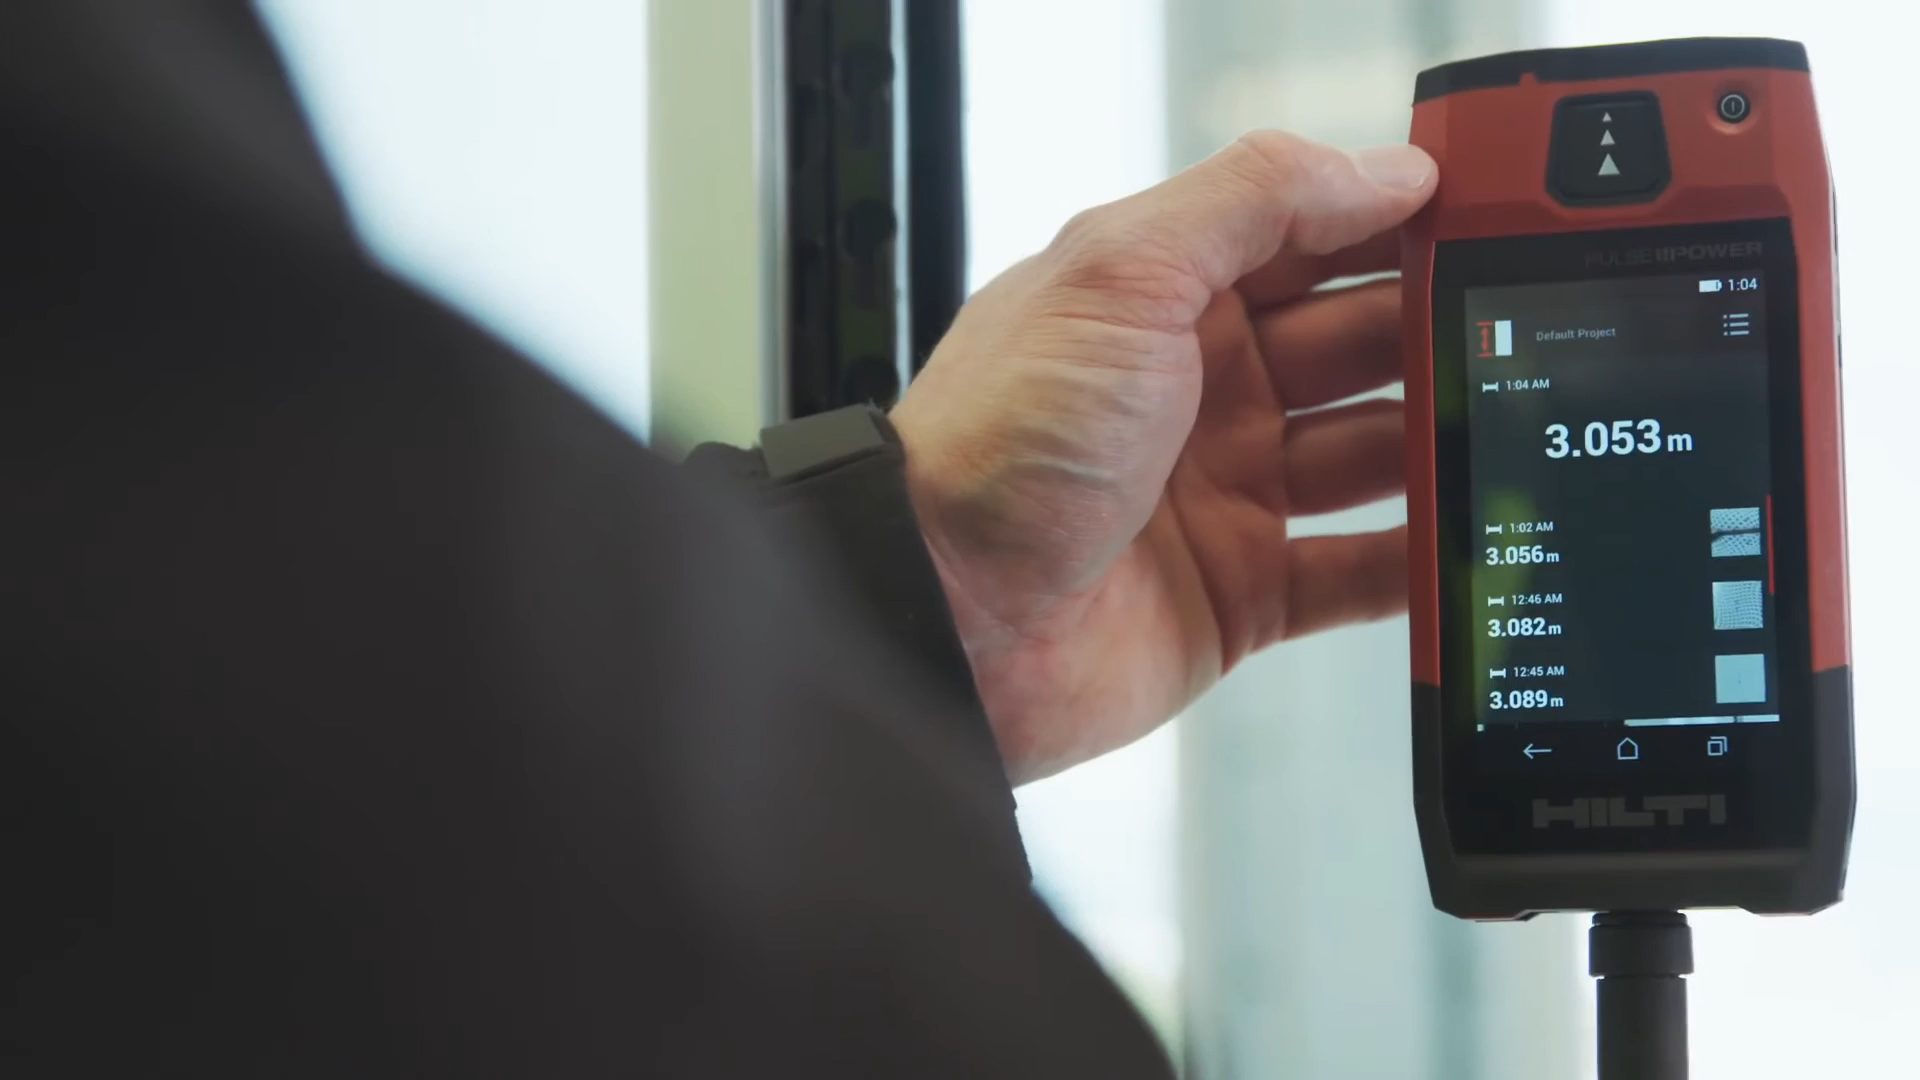 PULSE POWER
1:04
Default Project
1:04 AM
3.053 m
1:02 AM
3.056 m
12:46 AM
3.082 m
12:45 AM
3.089 m
HILTI